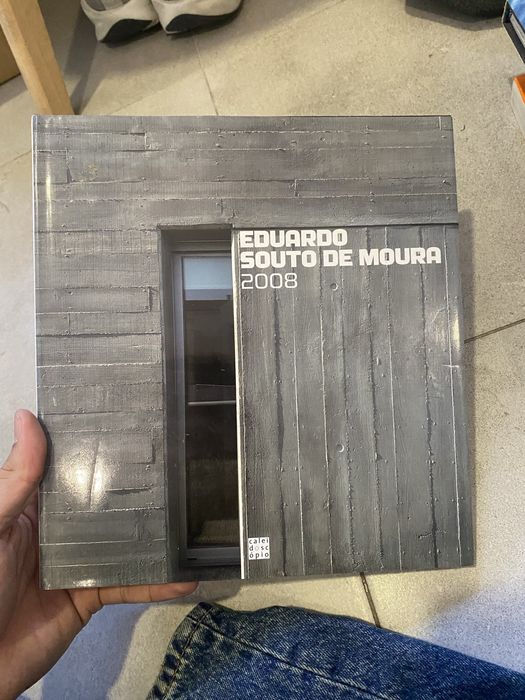 EDUARDO
SOUTO DE MOURA
2008
calei
dosc
ópio